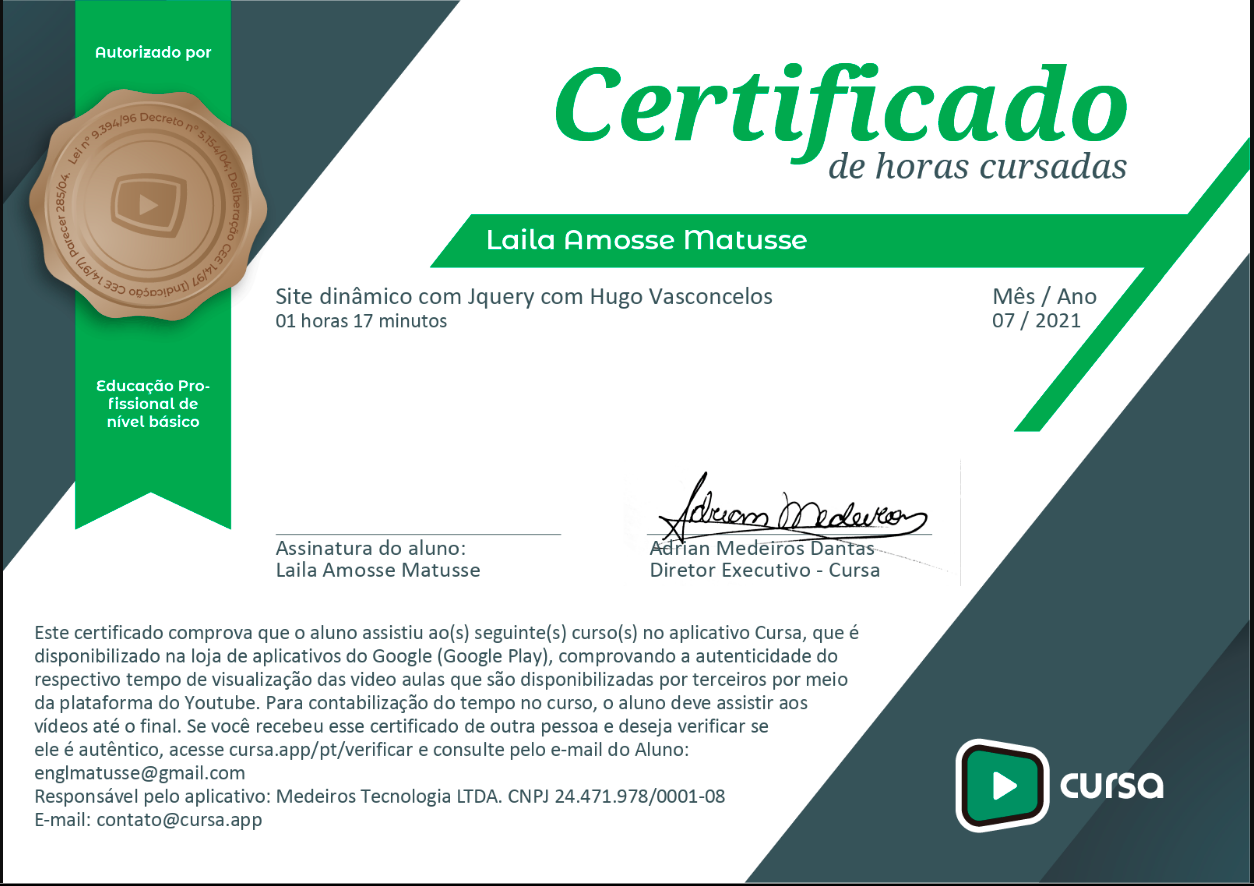 Autorizado por
Lei nº 9.394/96 Decreto nº 5.154/04, Deliberação CEE 14/97 (Indicação CEE 14/97) Parecer 285/04.
Educação Pro-
fissional de
nível básico
Certificado
de horas cursadas
Laila Amosse Matusse
Site dinâmico com Jquery com Hugo Vasconcelos
01 horas 17 minutos
Mês / Ano
07 / 2021
Assinatura do aluno:
Laila Amosse Matusse
Adrian Medeiros
Adrian Medeiros Dantas
Diretor Executivo - Cursa
Este certificado comprova que o aluno assistiu ao(s) seguinte(s) curso(s) no aplicativo Cursa, que é
disponibilizado na loja de aplicativos do Google (Google Play), comprovando a autenticidade do
respectivo tempo de visualização das video aulas que são disponibilizadas por terceiros por meio
da plataforma do Youtube. Para contabilização do tempo no curso, o aluno deve assistir aos
vídeos até o final. Se você recebeu esse certificado de outra pessoa e deseja verificar se
ele é autêntico, acesse cursa.app/pt/verificar e consulte pelo e-mail do Aluno:
englmatusse@gmail.com
Responsável pelo aplicativo: Medeiros Tecnologia LTDA. CNPJ 24.471.978/0001-08
E-mail: contato@cursa.app
cursa